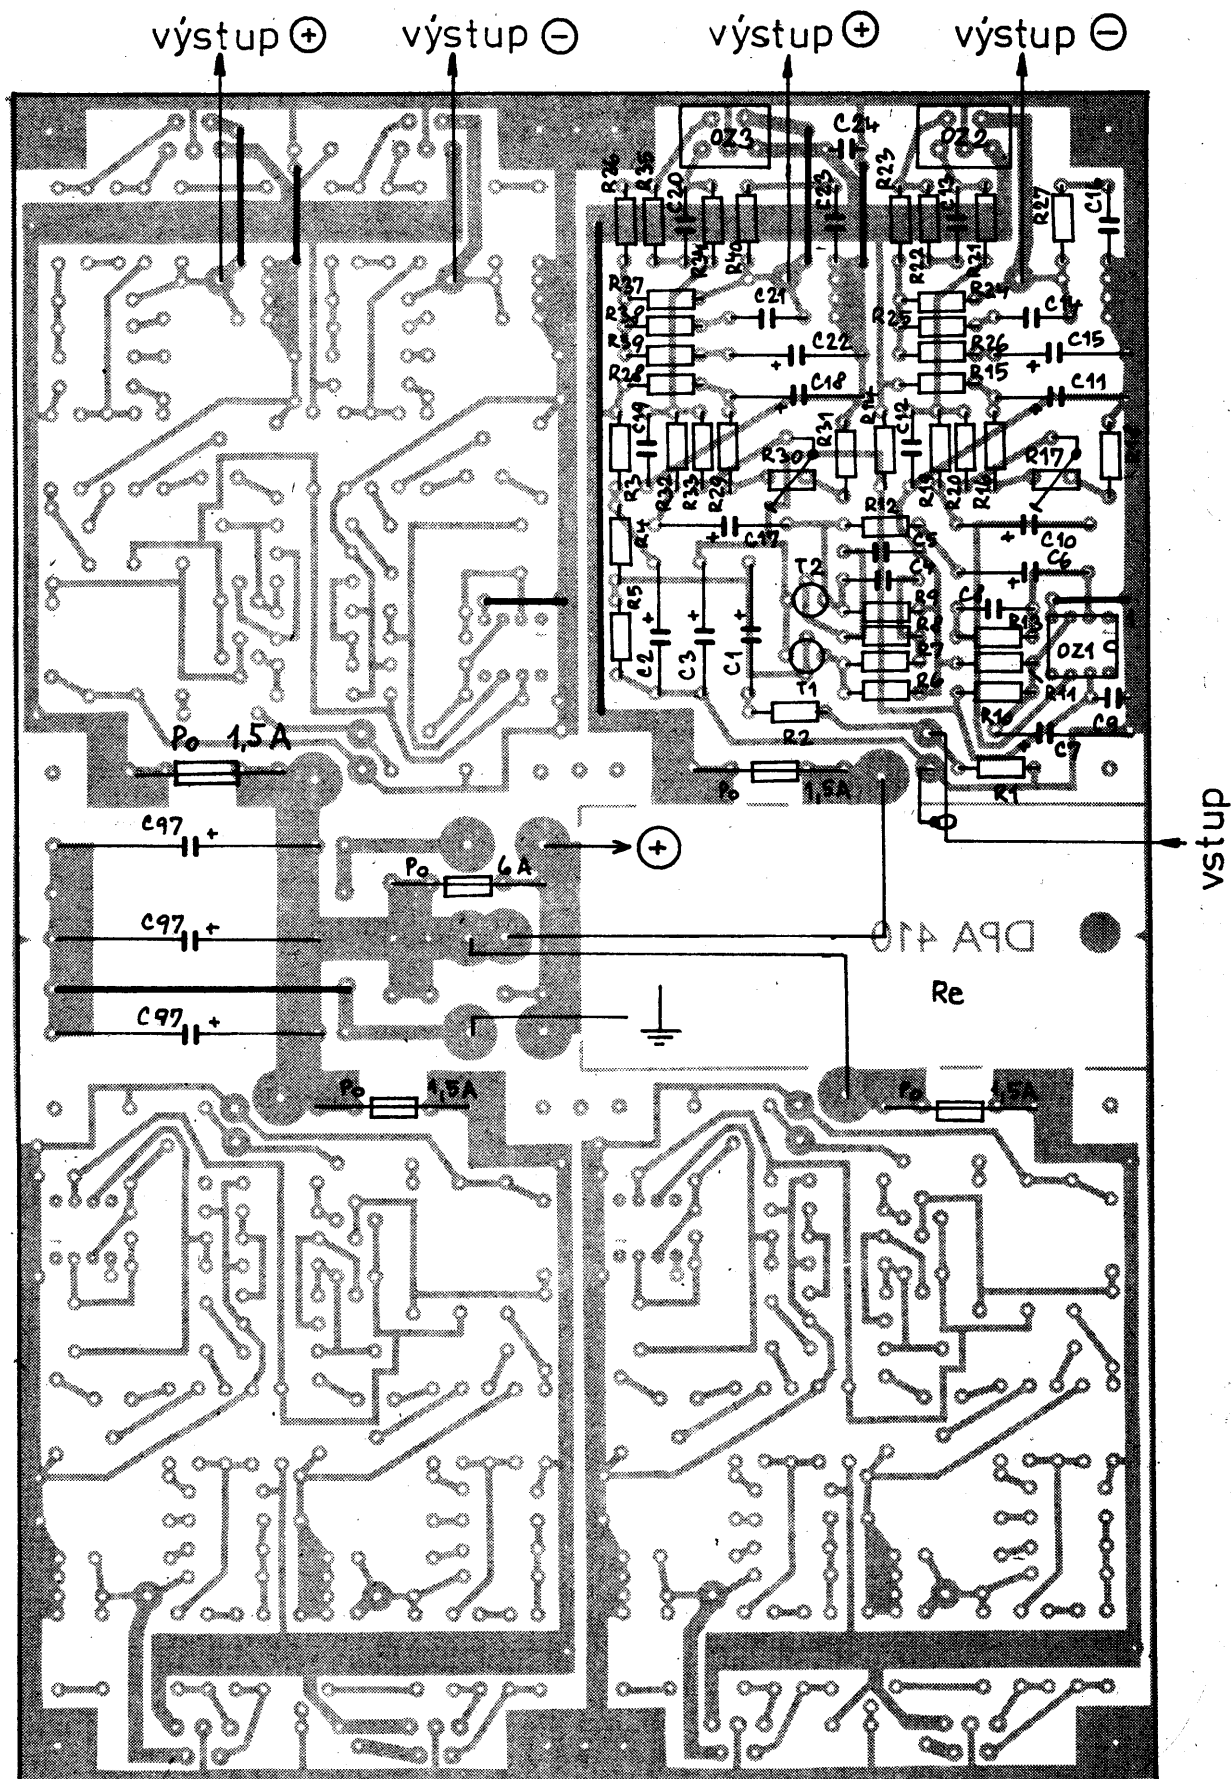 výstup +
výstup −
výstup +
výstup −
OZ3
C24
OZ2
R36
R35
C20
R34
R40
C23
R23
R22
C13
R21
R27
C16
R37
R38
R39
R28
C21
C22
C18
R24
R25
R26
R15
C14
C15
C11
R3
C19
R32
R33
R29
R30
R31
R14
C12
R19
R20
R16
R17
R4
C17
R12
C5
C10
C4
C6
R5
T2
R9
C8
R13
C2
C3
C1
T1
R6
OZ1
R10
R11
C9
R2
C7
R1
Po 1,5A
Po 1,5A
vstup
C97 +
+
Po 6A
C97 +
DPA 410
Re
C97 +
Po 1,5A
Po 1,5A